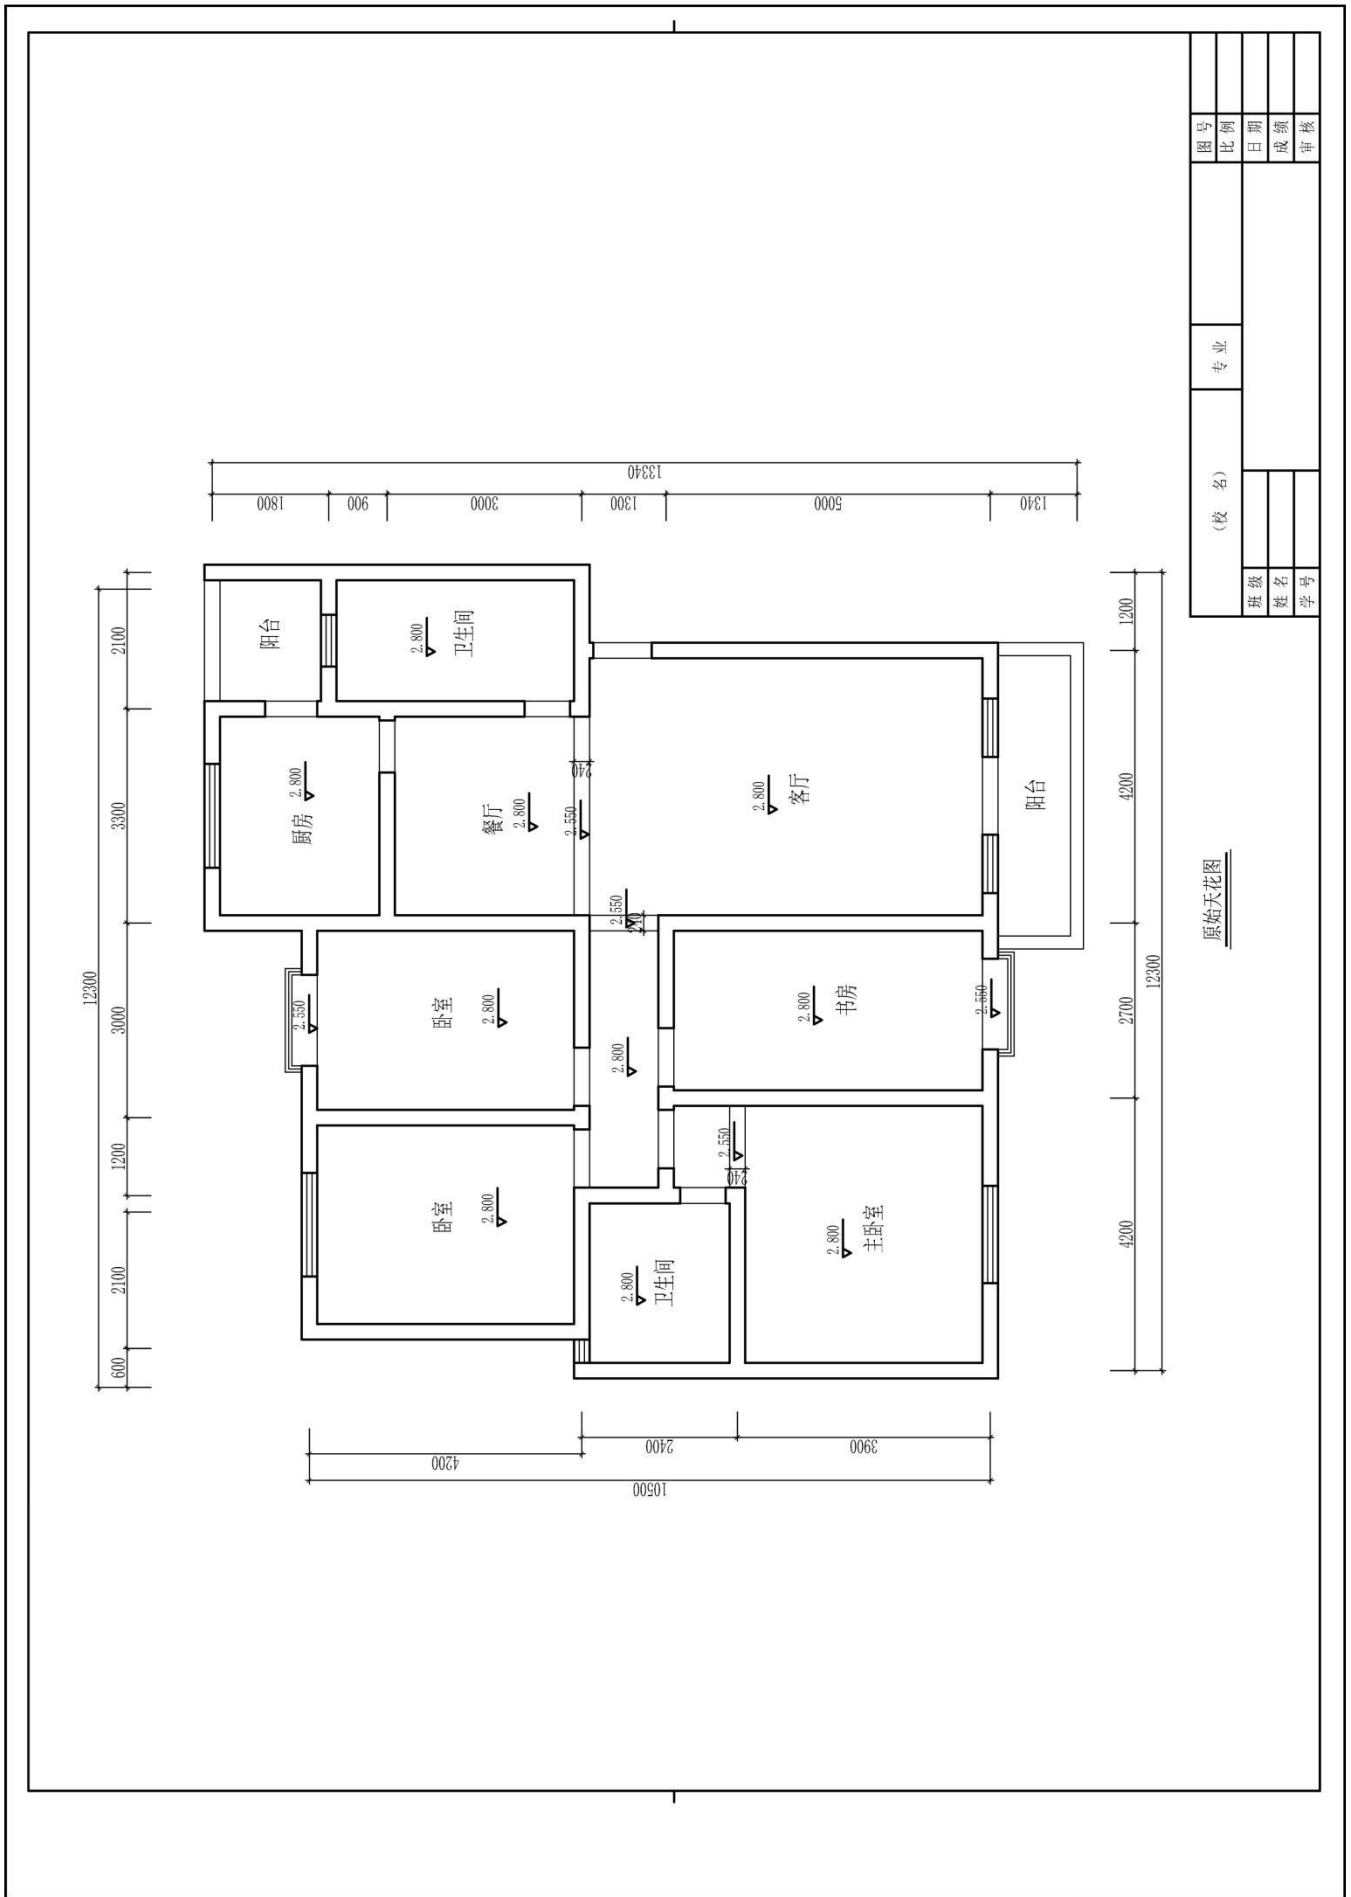 12300
600
2100
1200
3000
3300
2100
阳台
卫生间
2.800
厨房
2.800
餐厅
2.800
240
2.550
客厅
2.800
阳台
2.550
卧室
2.800
2.550
2.800
书房
2.800
2.550
卧室
2.800
卫生间
2.800
2.550
240
主卧室
2.800
4200
2400
3900
10500
13340
1800
900
3000
1300
5000
1340
4200
2700
4200
1200
12300
原始天花图
(校 名)
专 业
图 号
比 例
班 级
姓 名
学 号
日 期
成 绩
审 核